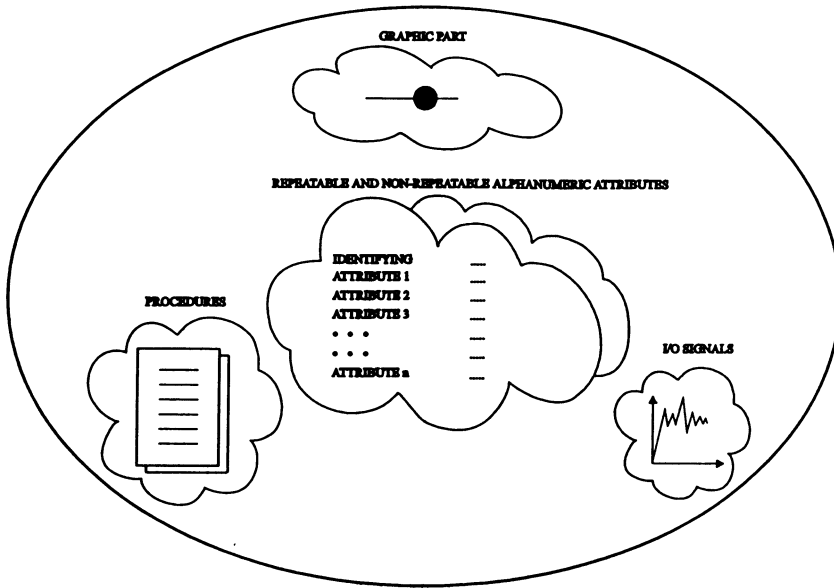 GRAPHIC PART
REPEATABLE AND NON-REPEATABLE ALPHANUMERIC ATTRIBUTES
IDENTIFYING
ATTRIBUTE 1
ATTRIBUTE 2
ATTRIBUTE 3
• • •
• • •
ATTRIBUTE n
PROCEDURES
I/O SIGNALS